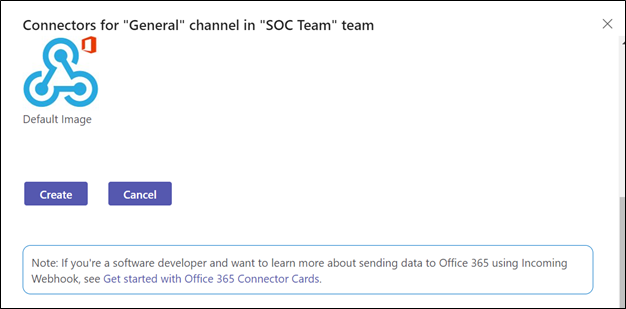 Connectors for "General" channel in "SOC Team" team
Default Image
Create
Cancel
Note: If you're a software developer and want to learn more about sending data to Office 365 using Incoming
Webhook, see Get started with Office 365 Connector Cards.